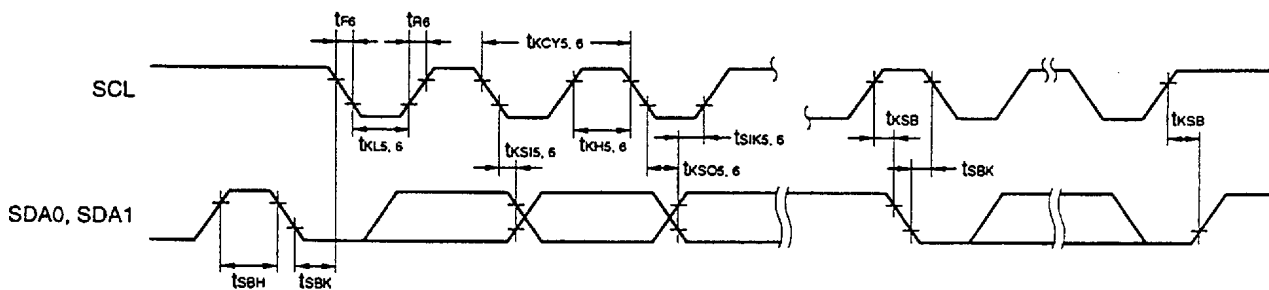 tF6 tR6 tKCY5, 6
SCL
tKL5, 6 tKSI5, 6 tKH5, 6 tKSO5, 6 tSIK5, 6 tKSB tSBK tKSB
SDA0, SDA1
tSBH tSBK